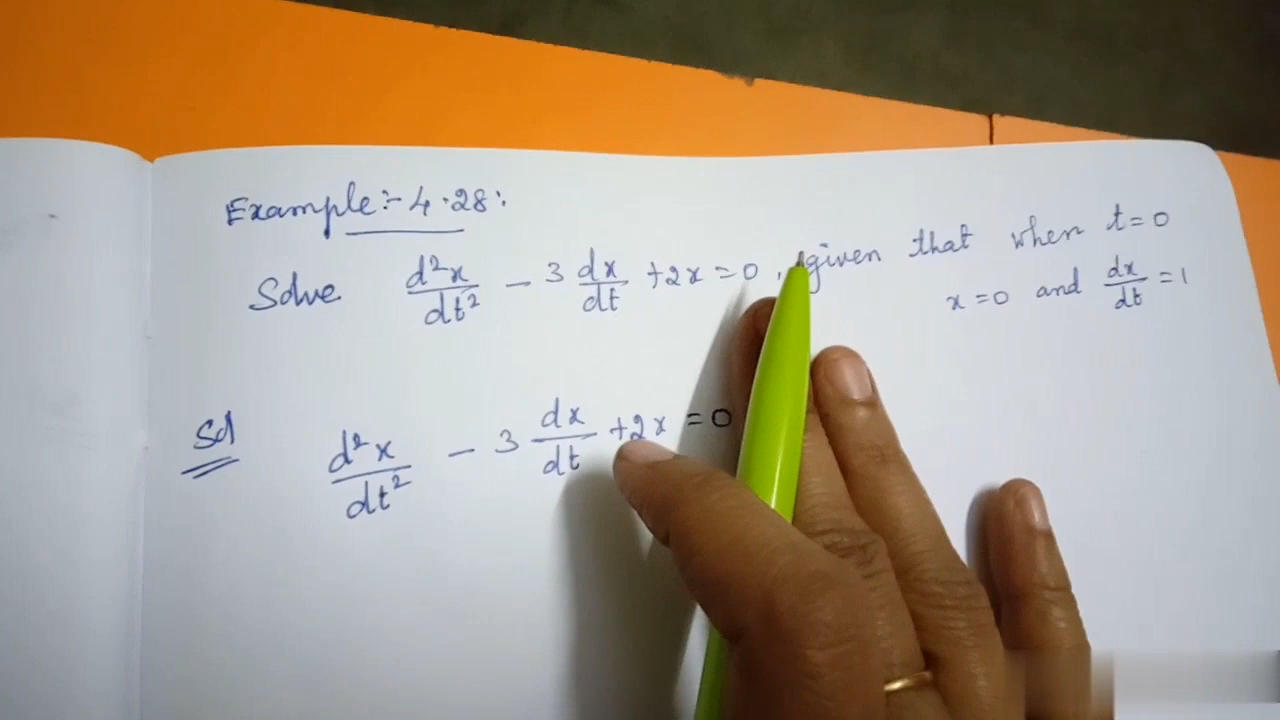 Example:- 4.28:
Solve d²x/dt² - 3 dx/dt + 2x = 0, given that when t=0
x=0 and dx/dt = 1
Sol d²x/dt² - 3 dx/dt + 2x = 0